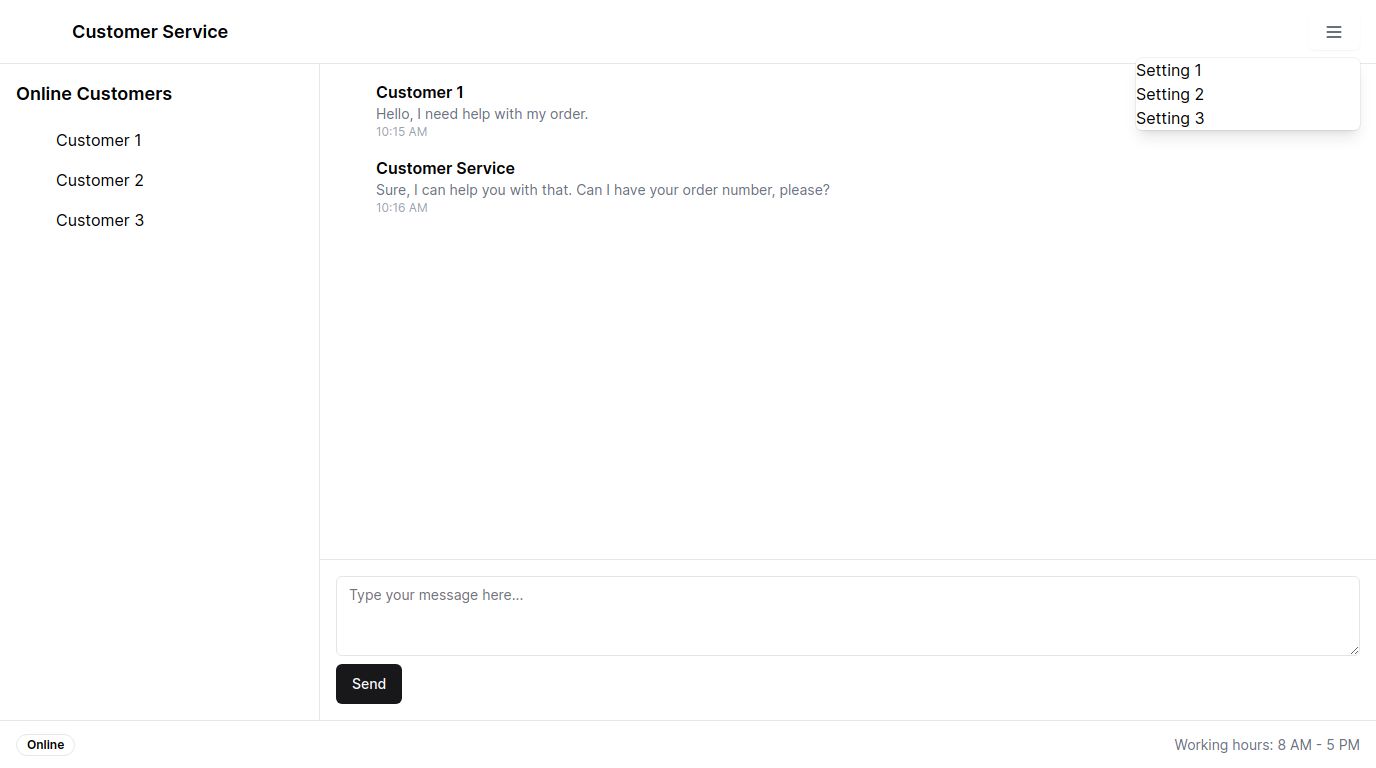 Customer Service
Setting 1
Setting 2
Setting 3
Online Customers
Customer 1
Customer 2
Customer 3
Customer 1
Hello, I need help with my order.
10:15 AM
Customer Service
Sure, I can help you with that. Can I have your order number, please?
10:16 AM
Type your message here...
Send
Online
Working hours: 8 AM - 5 PM